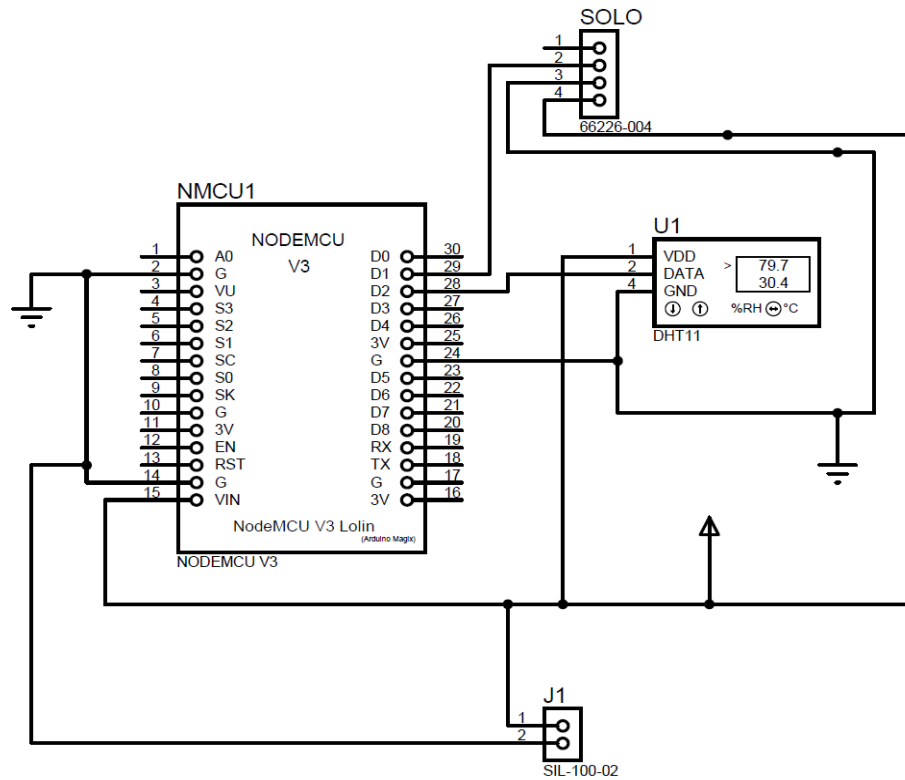 SOLO
1
2
3
4
66226-004
NMCU1
NODEMCU
V3
1 A0 D0 30
2 G D1 29
3 VU D2 28
4 S3 D3 27
5 S2 D4 26
6 S1 3V 25
7 SC G 24
8 S0 D5 23
9 SK D6 22
10 G D7 21
11 3V D8 20
12 EN RX 19
13 RST TX 18
14 G G 17
15 VIN 3V 16
NodeMCU V3 Lolin
(Arduino Magix)
NODEMCU V3
U1
1 VDD > 79.7
2 DATA 30.4
4 GND
%RH °C
DHT11
J1
1
2
SIL-100-02